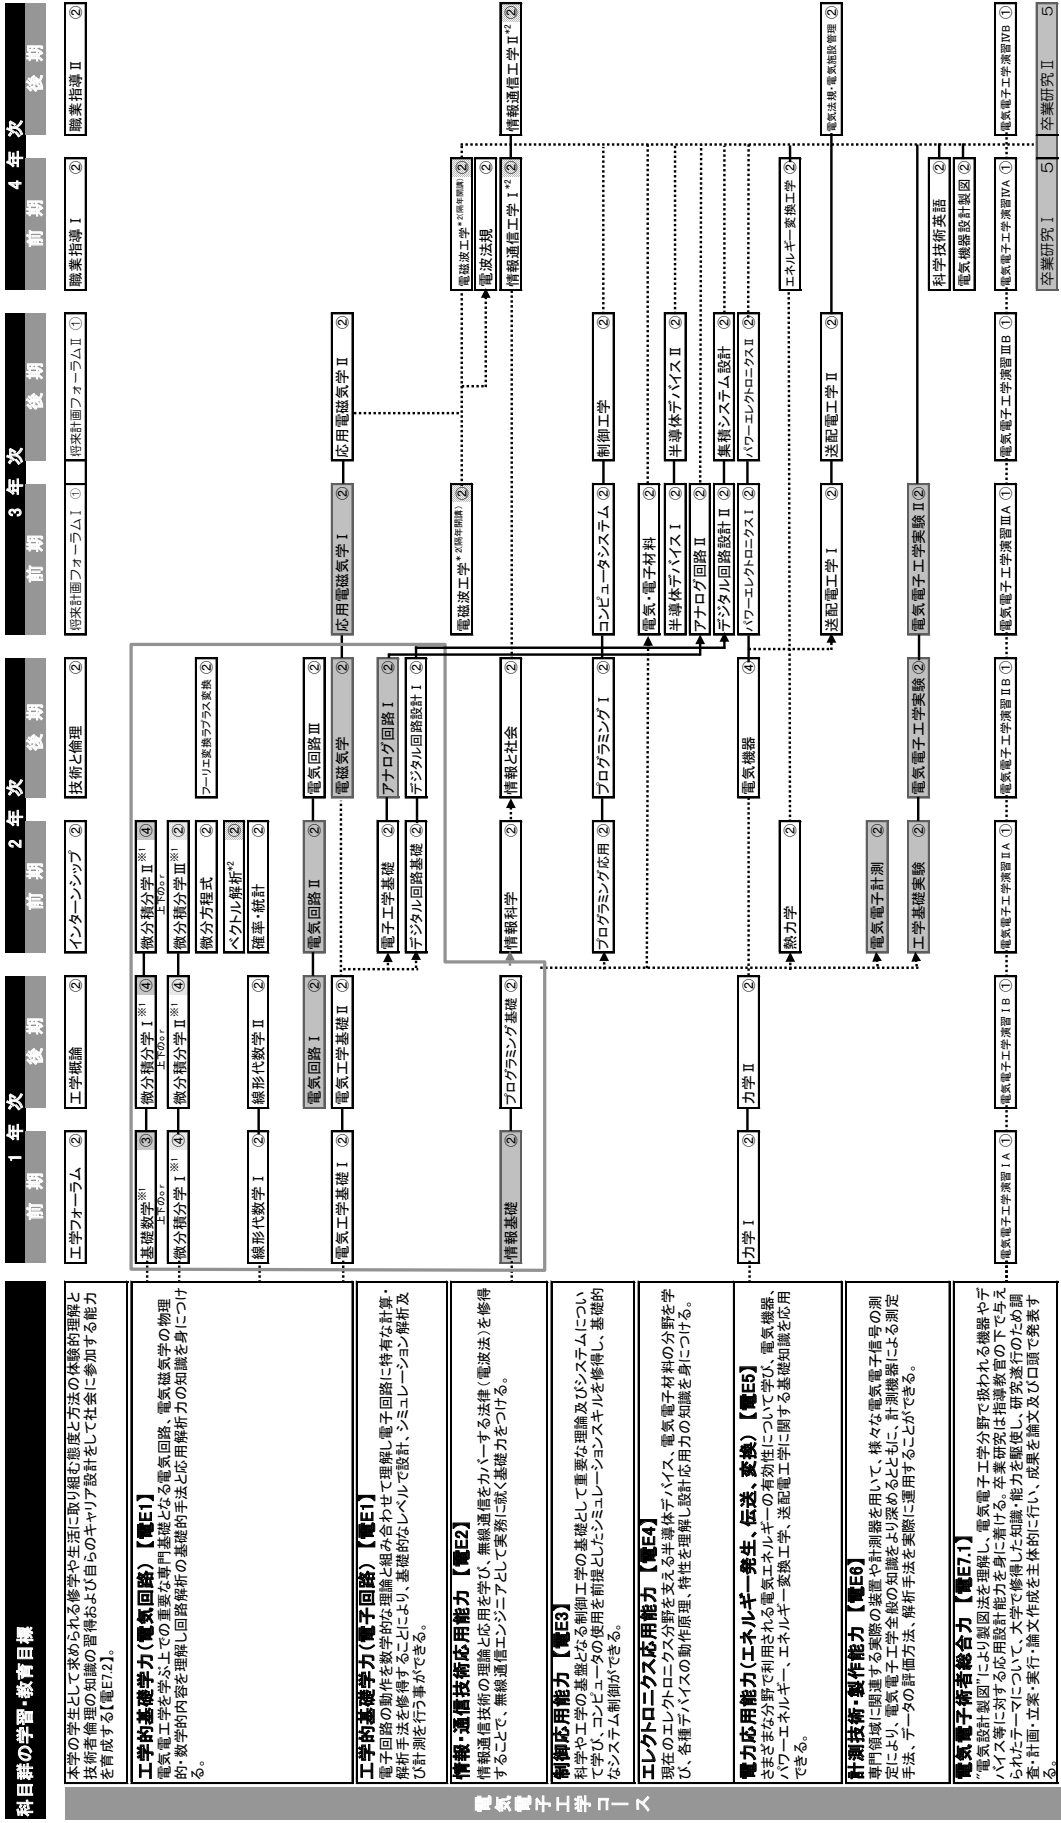 科目群の学習・教育目標
1 年 次
2 年 次
3 年 次
4 年 次
前 期
後 期
前 期
後 期
前 期
後 期
前 期
後 期
電気電子工学コース
本学の学生として求められる修学や生活に取り組む態度と方法の体験的理解と
技術者倫理の知識の習得および自らのキャリア設計をして社会に参加する能力
を育成する【電E7.2】。
工学フォーラム ②
工学概論 ②
インターンシップ ②
技術と倫理 ②
将来計画フォーラムⅠ ①
将来計画フォーラムⅡ ①
職業指導Ⅰ ②
職業指導Ⅱ ②
工学的基礎学力(電気回路)【電E1】
電気電子工学を学ぶ上での重要な専門基礎となる電気回路、電気磁気学の物理
的・数学的内容を理解し回路解析の基礎的手法と応用解析力の知識を身につけ
る。
基礎数学※1 ③
上下のor
微分積分学Ⅰ※1 ④
微分積分学Ⅰ※1 ④
上下のor
微分積分学Ⅱ※1 ②
微分積分学Ⅱ※1 ④
上下のor
微分積分学Ⅲ※1 ②
微分方程式 ②
フーリエ変換ラプラス変換 ②
ベクトル解析*2 ②
線形代数学Ⅰ ②
線形代数学Ⅱ ②
確率・統計 ②
電気回路Ⅰ ②
電気回路Ⅱ ②
電気回路Ⅲ ②
電気工学基礎Ⅰ ②
電気工学基礎Ⅱ ②
電磁気学 ②
応用電磁気学Ⅰ ②
応用電磁気学Ⅱ ②
工学的基礎学力(電子回路)【電E1】
電子回路の動作を数学的な理論と組み合わせて理解し電子回路に特有な計算・
解析手法を修得することにより、基礎的なレベルで設計、シミュレーション解析及
び計測を行う事ができる。
電子工学基礎 ②
アナログ回路Ⅰ ②
デジタル回路基礎 ②
デジタル回路設計Ⅰ ②
情報・通信技術応用能力 【電E2】
情報通信技術の理論と応用を学び、無線通信をカバーする法律(電波法)を修得
することで、無線通信エンジニアとして実務に就く基礎力をつける。
電磁波工学*2(隔年開講) ②
電磁波工学*2(隔年開講) ②
電波法規 ②
情報基礎 ②
プログラミング基礎 ②
情報科学 ②
情報と社会 ②
情報通信工学Ⅰ*2 ②
情報通信工学Ⅱ*2 ②
制御応用能力 【電E3】
科学や工学の基盤となる制御工学の基礎として重要な理論及びシステムについ
て学び、コンピュータの使用を前提としたシミュレーションスキルを修得し、基礎的
なシステム制御ができる。
プログラミング応用 ②
プログラミングⅠ ②
コンピュータシステム ②
制御工学 ②
エレクトロニクス応用能力 【電E4】
現在のエレクトロニクス分野を支える半導体デバイス、電気電子材料の分野を学
び、各種デバイスの動作原理、特性を理解し設計応用力の知識を身につける。
電気・電子材料 ②
半導体デバイスⅠ ②
半導体デバイスⅡ ②
アナログ回路Ⅱ ②
デジタル回路設計Ⅱ ②
集積システム設計 ②
電力応用能力(エネルギー発生、伝送、変換) 【電E5】
さまざまな分野で利用される電気エネルギーの有効性について学び、電気機器、
パワーエネルギー、エネルギー変換工学、送配電工学に関する基礎知識を応用
できる。
力学Ⅰ ②
力学Ⅱ ②
電気機器 ④
パワーエレクトロニクスⅠ ②
パワーエレクトロニクスⅡ ②
熱力学 ②
エネルギー変換工学 ②
送配電工学Ⅰ ②
送配電工学Ⅱ ②
電気法規・電気施設管理 ②
計測技術・製作能力 【電E6】
専門領域に関連する実際の装置や計測器を用いて、様々な電気電子信号の測
定により、電気電子工学全般の知識をより深めるとともに、計測機器による測定
手法、データの評価方法、解析手法を実際に運用することができる。
電気電子計測 ②
工学基礎実験 ②
電気電子工学実験 ②
電気電子工学実験Ⅱ ②
電気電子技術者総合力 【電E7.1】
"電気設計製図"により製図法を理解し、電気電子工学分野で扱われる機器やデ
バイス等に対する応用設計能力を身に着ける。卒業研究は指導教官の下で与え
られたテーマについて、大学で修得した知識・能力を駆使し、研究遂行のため調
査・計画・立案・実行・論文作成を主体的に行い、成果を論文及び口頭で発表す
る。
科学技術英語 ②
電気機器設計製図 ②
電気電子工学演習ⅠA ①
電気電子工学演習ⅠB ①
電気電子工学演習ⅡA ①
電気電子工学演習ⅡB ①
電気電子工学演習ⅢA ①
電気電子工学演習ⅢB ①
電気電子工学演習ⅣA ①
電気電子工学演習ⅣB ①
卒業研究Ⅰ 5
卒業研究Ⅱ 5